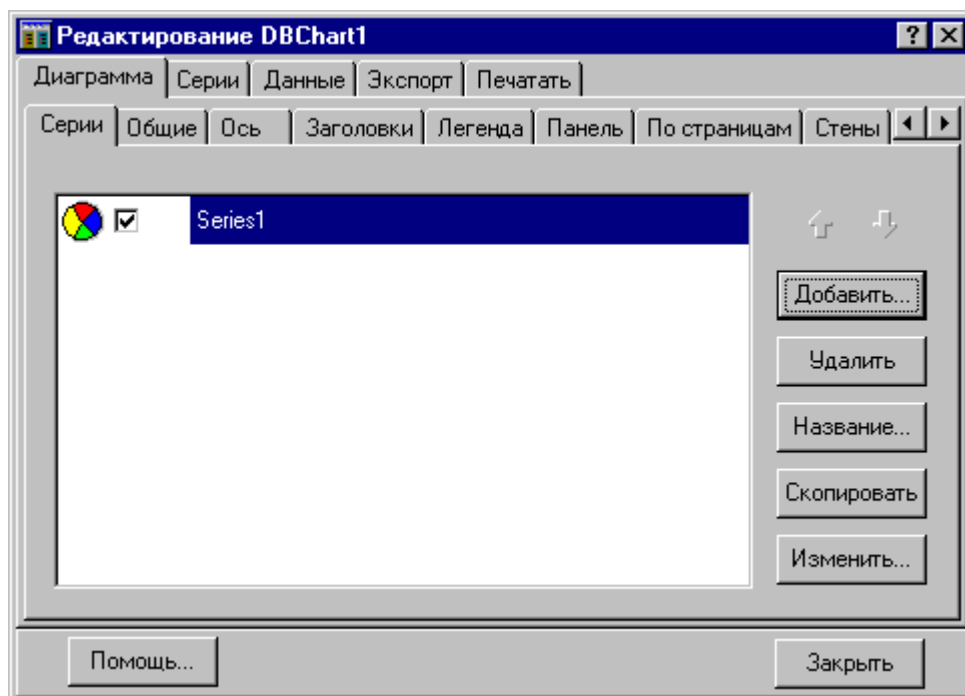 Редактирование DBChart1
Диаграмма Серии Данные Экспорт Печатать
Серии Общие Ось Заголовки Легенда Панель По страницам Стены
Series1
Добавить...
Удалить
Название...
Скопировать
Изменить...
Помощь... Закрыть